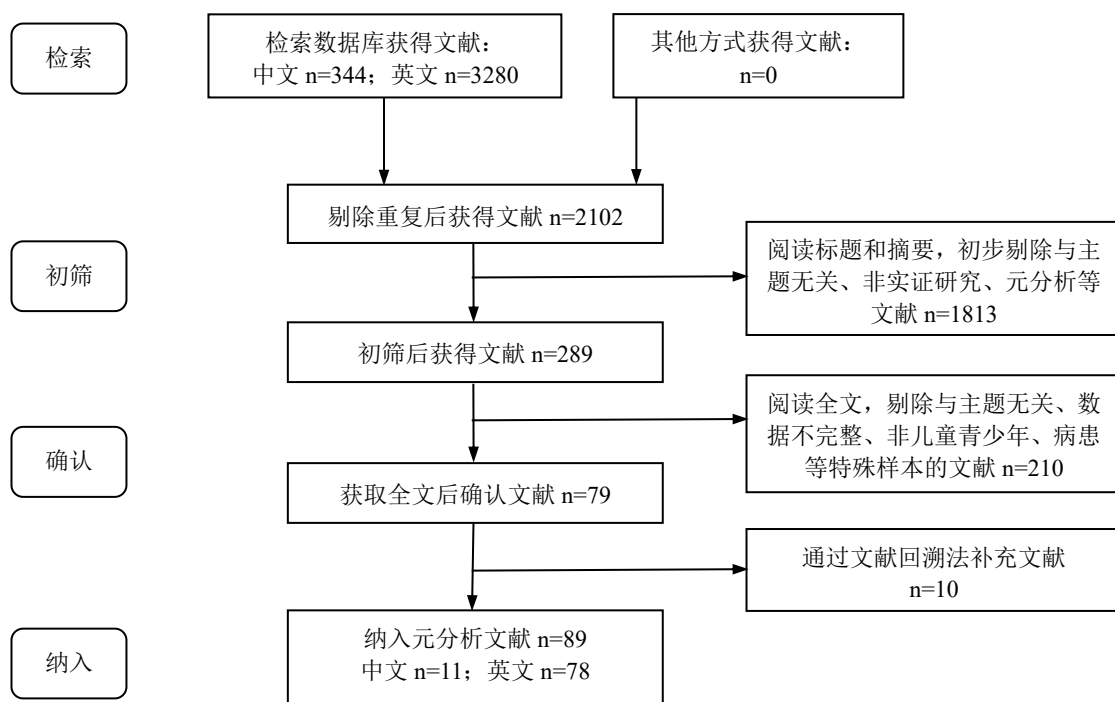 检索
检索数据库获得文献：
中文 n=344；英文 n=3280
其他方式获得文献：
n=0
剔除重复后获得文献 n=2102
初筛
阅读标题和摘要，初步剔除与主
题无关、非实证研究、元分析等
文献 n=1813
初筛后获得文献 n=289
阅读全文，剔除与主题无关、数
据不完整、非儿童青少年、病患
等特殊样本的文献 n=210
确认
获取全文后确认文献 n=79
通过文献回溯法补充文献
n=10
纳入
纳入元分析文献 n=89
中文 n=11；英文 n=78